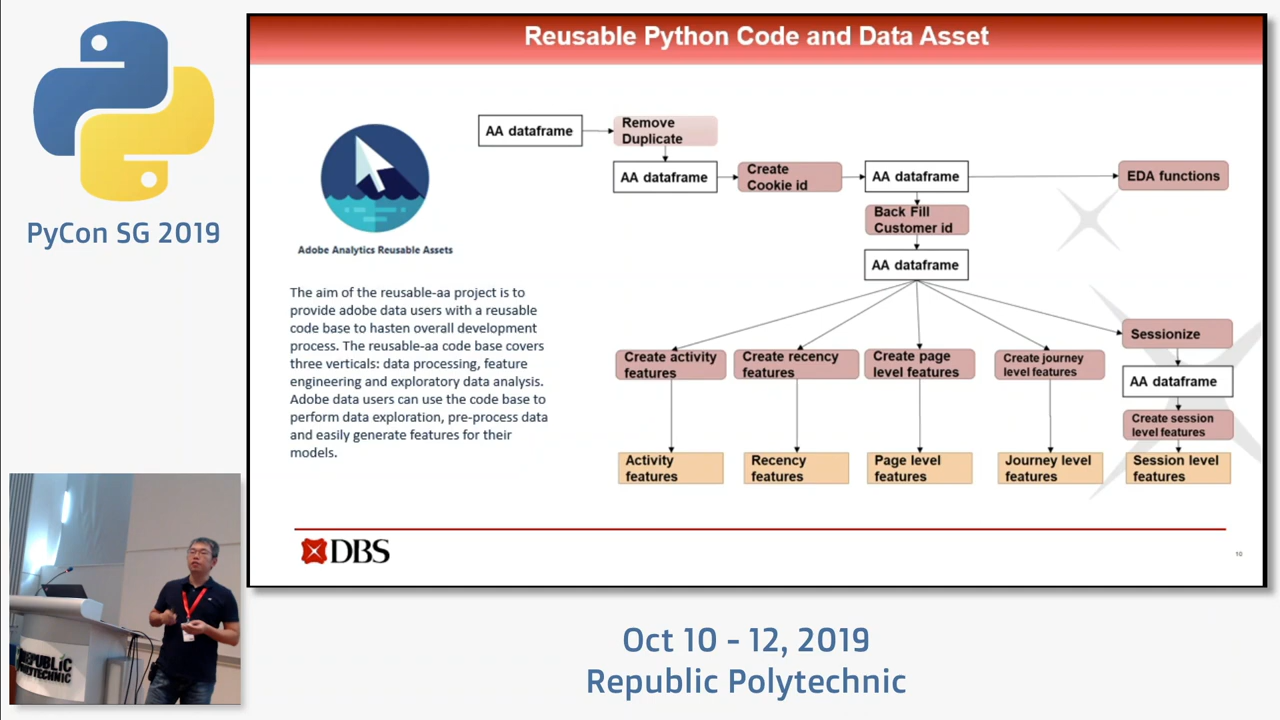 PyCon SG 2019
Reusable Python Code and Data Asset
AA dataframe
Remove
Duplicate
AA dataframe
Create
Cookie id
AA dataframe
EDA functions
Back Fill
Customer id
AA dataframe
Adobe Analytics Reusable Assets
The aim of the reusable-aa project is to
provide adobe data users with a reusable
code base to hasten overall development
process. The reusable-aa code base covers
three verticals: data processing, feature
engineering and exploratory data analysis.
Adobe data users can use the code base to
perform data exploration, pre-process data
and easily generate features for their
models.
Create activity
features
Create recency
features
Create page
level features
Create journey
level features
Sessionize
AA dataframe
Create session
level features
Activity
features
Recency
features
Page level
features
Journey level
features
Session level
features
DBS
10
REPUBLIC
POLYTECHNIC
Oct 10 - 12, 2019
Republic Polytechnic